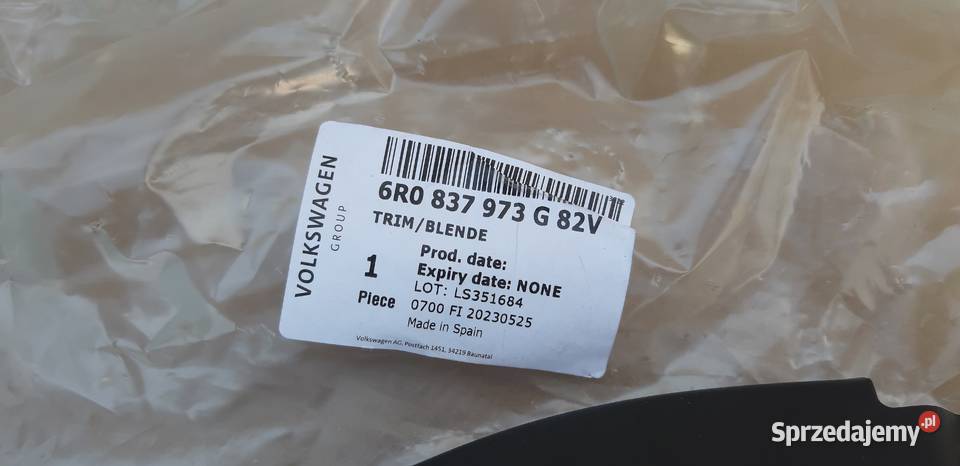 VOLKSWAGEN
GROUP
6R0 837 973 G 82V
TRIM/BLENDE
1
Piece
Prod. date:
Expiry date: NONE
LOT: LS351684
0700 FI 20230525
Made in Spain
Volkswagen AG, Postfach 1451, 34219 Baunatal
Sprzedajemy.pl